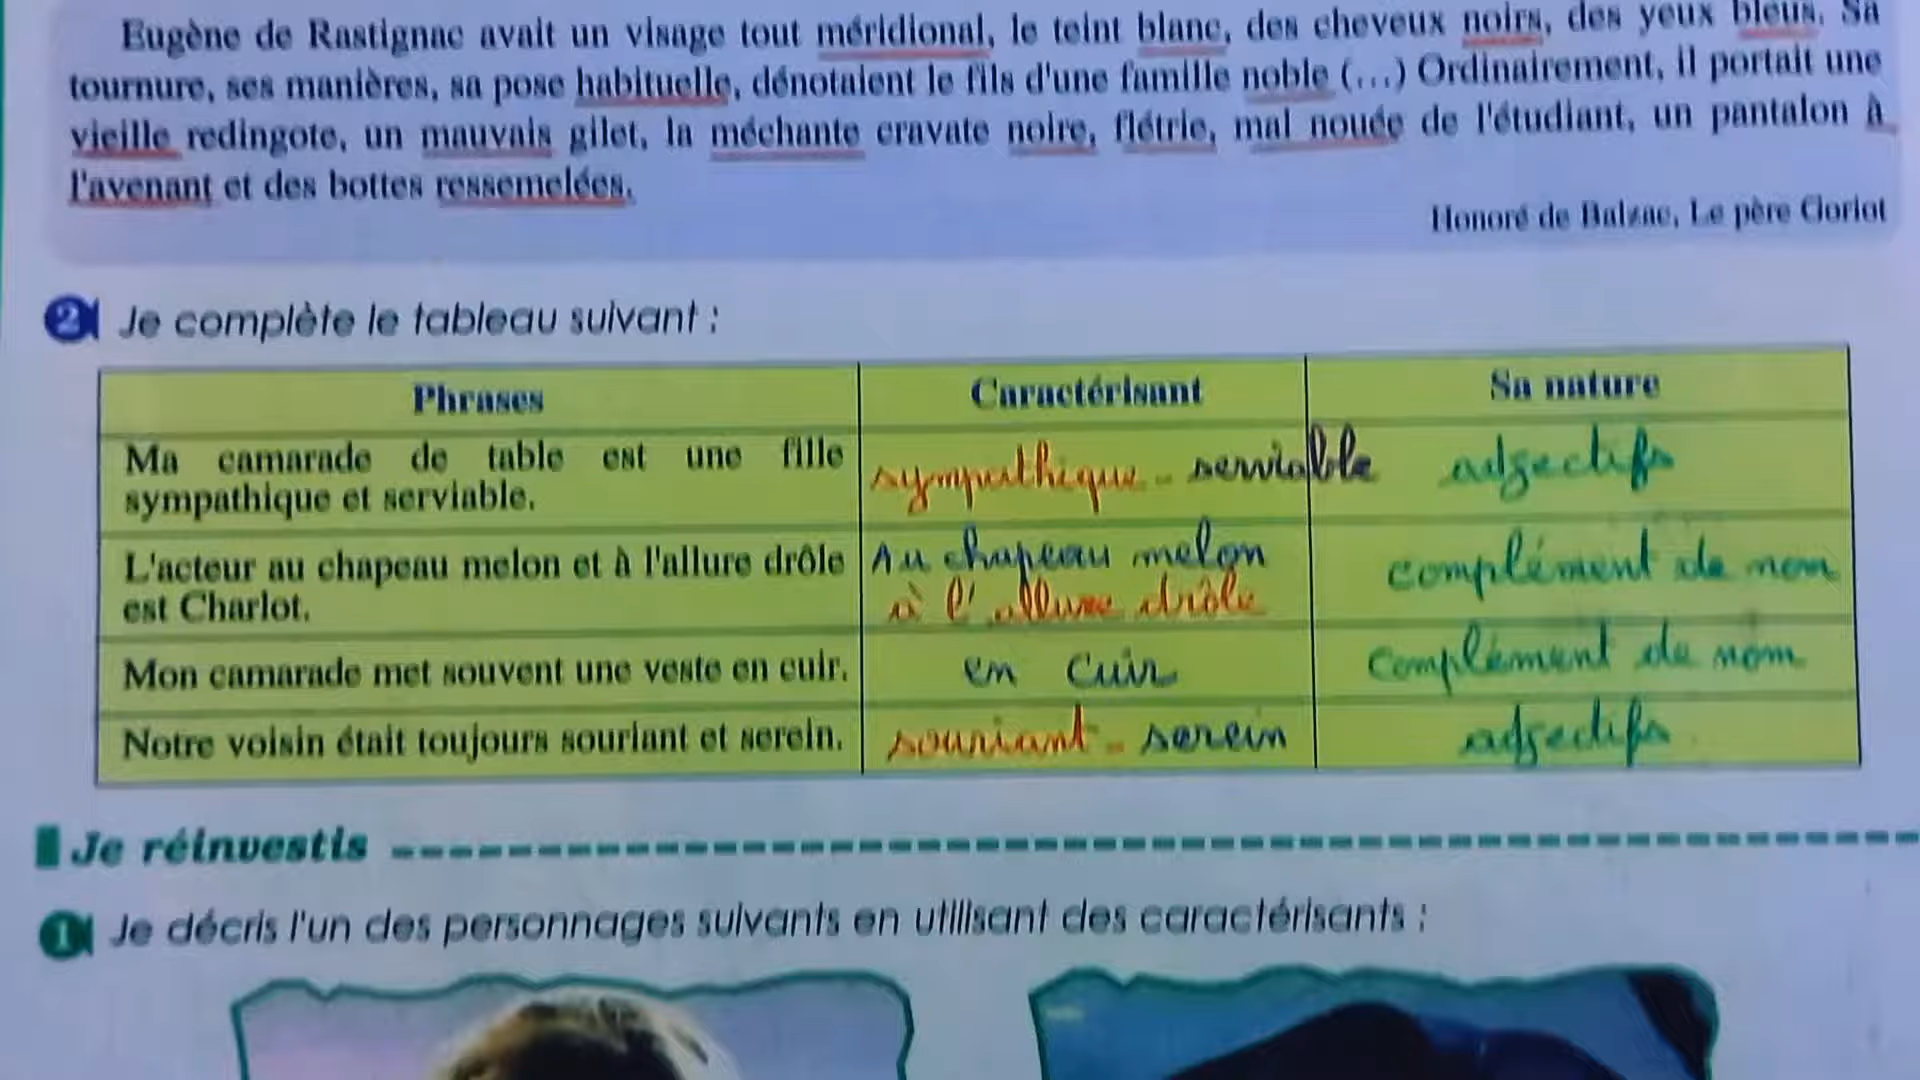 Eugène de Rastignac avait un visage tout méridional, le teint blanc, des cheveux noirs, des yeux bleus. Sa
tournure, ses manières, sa pose habituelle, dénotaient le fils d'une famille noble (...) Ordinairement, il portait une
vieille redingote, un mauvais gilet, la méchante cravate noire, flétrie, mal nouée de l'étudiant, un pantalon à
l'avenant et des bottes ressemelées.
Honoré de Balzac, Le père Goriot
2 Je complète le tableau suivant :
Phrases Caractérisant Sa nature
Ma camarade de table est une fille
sympathique et serviable.
sympathique - serviable adjectifs
L'acteur au chapeau melon et à l'allure drôle
est Charlot.
Au chapeau melon
à l'allure drôle
complément de nom
Mon camarade met souvent une veste en cuir. en cuir complément de nom
Notre voisin était toujours souriant et serein. souriant - serein adjectifs
Je réinvestis
1 Je décris l'un des personnages suivants en utilisant des caractérisants :